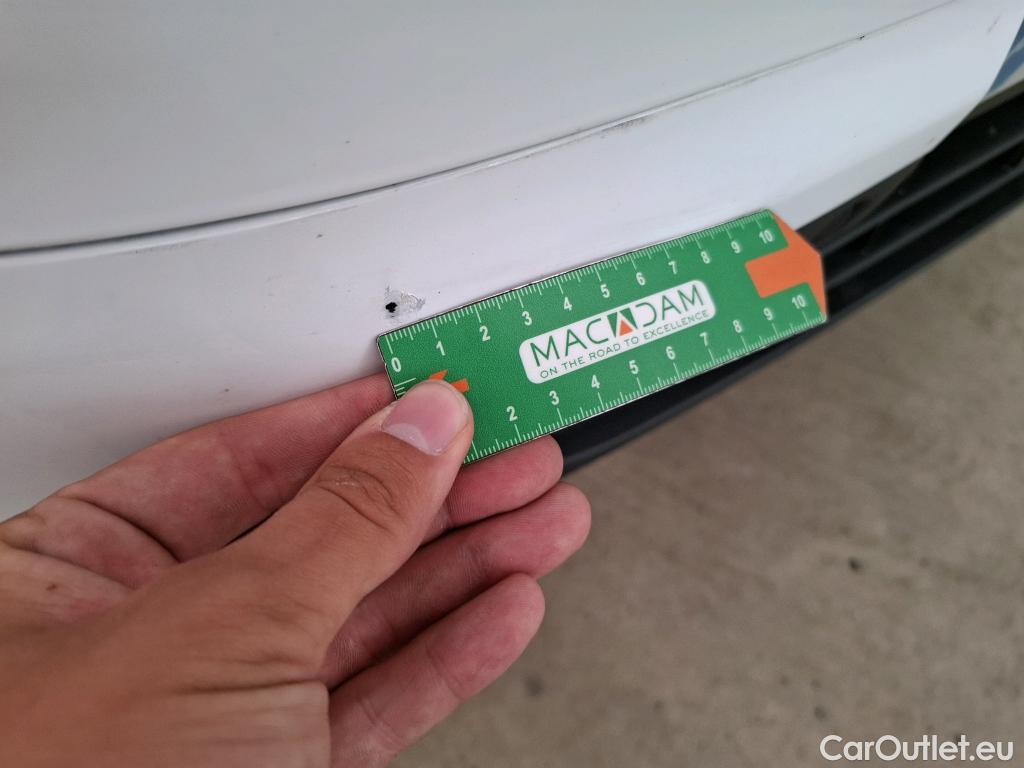 0 1 2 3 4 5 6 7 8 9 10
MACADAM
ON THE ROAD TO EXCELLENCE
2 3 4 5 6 7 8 9 10
CarOutlet.eu